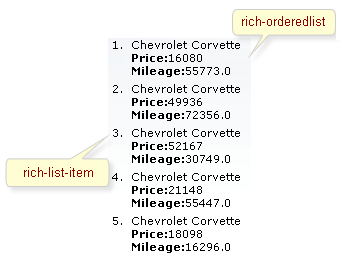 rich-orderedlist
1. Chevrolet Corvette
Price:16080
Mileage:55773.0
2. Chevrolet Corvette
Price:49936
Mileage:72356.0
3. Chevrolet Corvette
Price:52167
Mileage:30749.0
rich-list-item
4. Chevrolet Corvette
Price:21148
Mileage:55447.0
5. Chevrolet Corvette
Price:18098
Mileage:16296.0